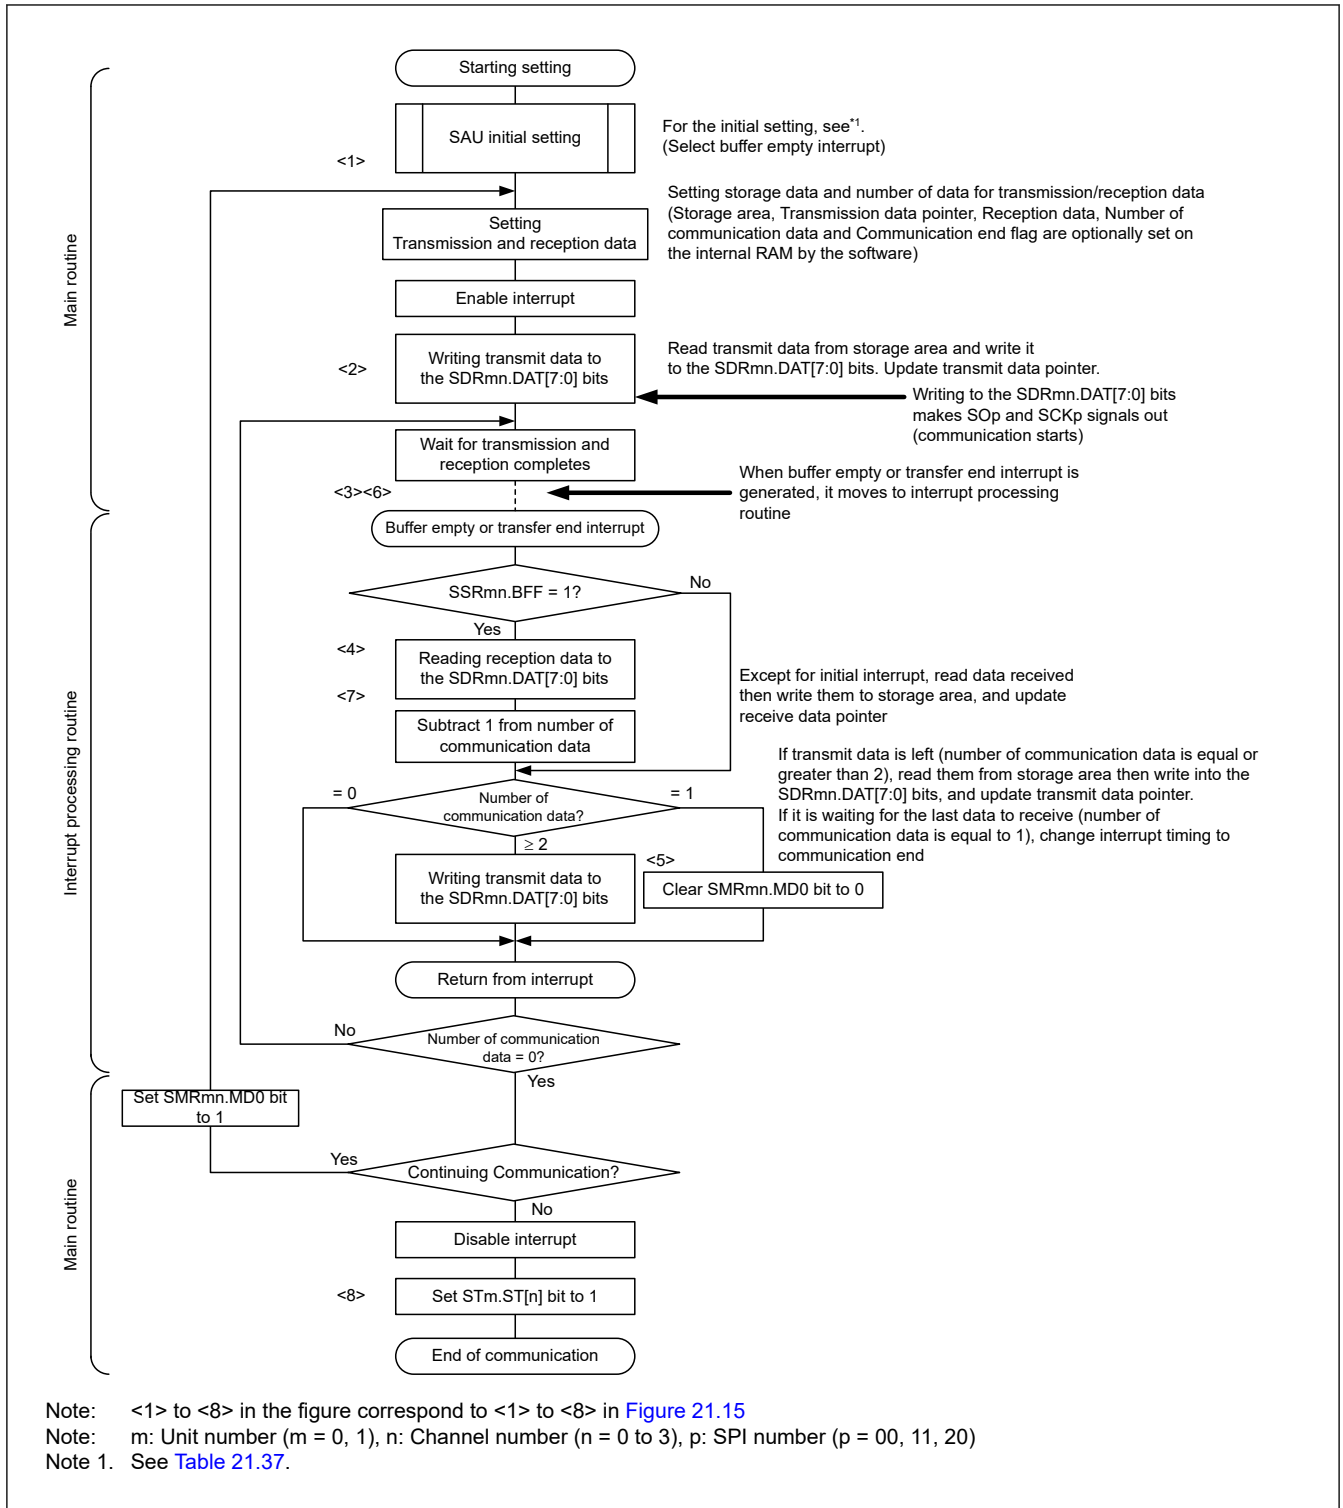 Starting setting
SAU initial setting
For the initial setting, see*1.
(Select buffer empty interrupt)
<1>
Setting storage data and number of data for transmission/reception data
(Storage area, Transmission data pointer, Reception data, Number of
communication data and Communication end flag are optionally set on
the internal RAM by the software)
Setting
Transmission and reception data
Main routine
Enable interrupt
<2>
Writing transmit data to
the SDRmn.DAT[7:0] bits
Read transmit data from storage area and write it
to the SDRmn.DAT[7:0] bits. Update transmit data pointer.
Writing to the SDRmn.DAT[7:0] bits
makes SOp and SCKp signals out
(communication starts)
Wait for transmission and
reception completes
<3><6>
When buffer empty or transfer end interrupt is
generated, it moves to interrupt processing
routine
Buffer empty or transfer end interrupt
SSRmn.BFF = 1?
No
Yes
<4>
Reading reception data to
the SDRmn.DAT[7:0] bits
<7>
Except for initial interrupt, read data received
then write them to storage area, and update
receive data pointer
Subtract 1 from number of
communication data
Interrupt processing routine
If transmit data is left (number of communication data is equal or
greater than 2), read them from storage area then write into the
SDRmn.DAT[7:0] bits, and update transmit data pointer.
If it is waiting for the last data to receive (number of
communication data is equal to 1), change interrupt timing to
communication end
= 0
Number of
communication data?
= 1
≥ 2
<5>
Writing transmit data to
the SDRmn.DAT[7:0] bits
Clear SMRmn.MD0 bit to 0
Return from interrupt
No
Number of communication
data = 0?
Yes
Set SMRmn.MD0 bit
to 1
Main routine
Yes
Continuing Communication?
No
Disable interrupt
<8>
Set STm.ST[n] bit to 1
End of communication
Note: <1> to <8> in the figure correspond to <1> to <8> in Figure 21.15
Note: m: Unit number (m = 0, 1), n: Channel number (n = 0 to 3), p: SPI number (p = 00, 11, 20)
Note 1. See Table 21.37.